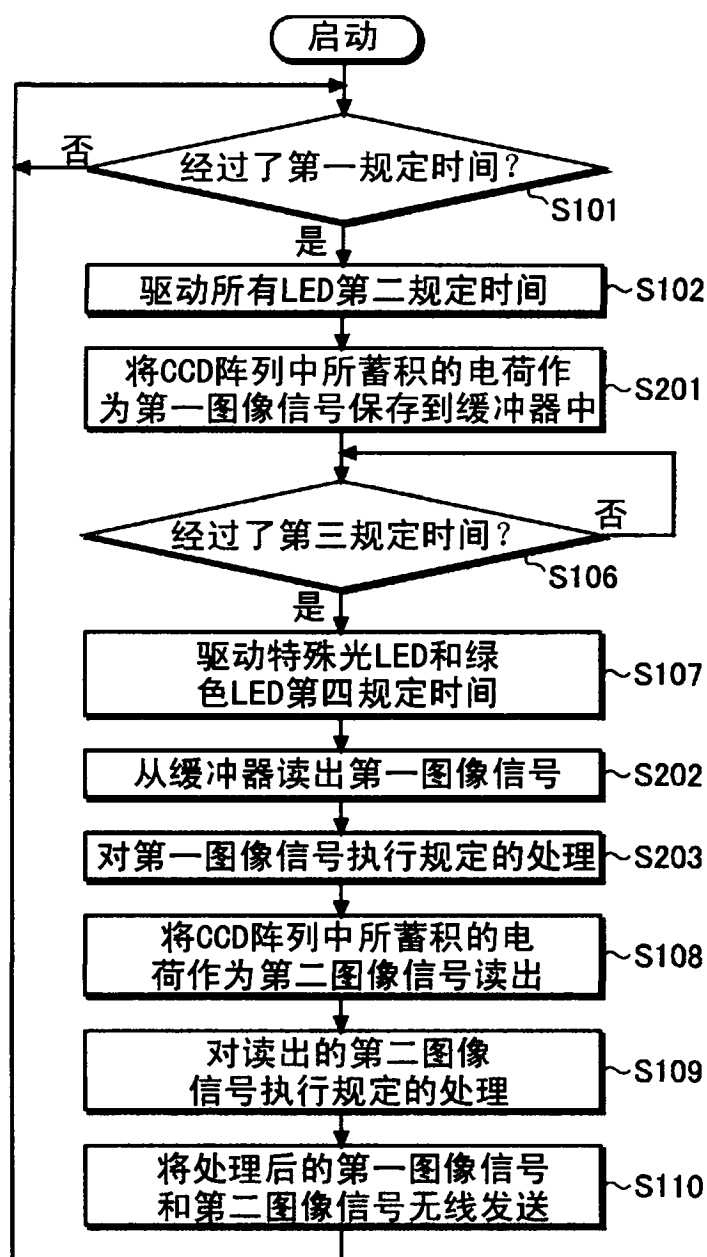 启动
否
经过了第一规定时间？
S101
是
驱动所有LED第二规定时间
S102
将CCD阵列中所蓄积的电荷作
为第一图像信号保存到缓冲器中
S201
经过了第三规定时间？
否
S106
是
驱动特殊光LED和绿
色LED第四规定时间
S107
从缓冲器读出第一图像信号
S202
对第一图像信号执行规定的处理
S203
将CCD阵列中所蓄积的电
荷作为第二图像信号读出
S108
对读出的第二图像
信号执行规定的处理
S109
将处理后的第一图像信号
和第二图像信号无线发送
S110